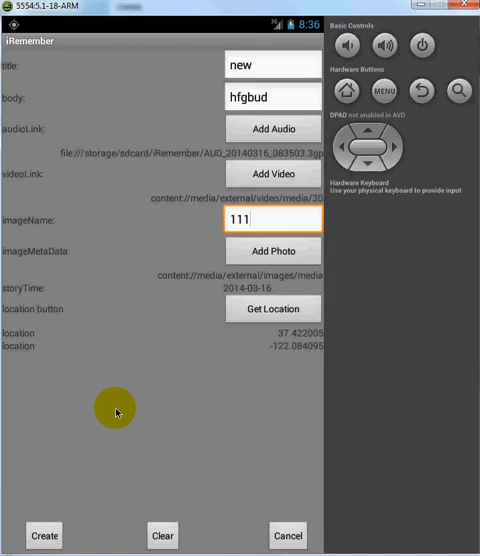 5554:5.1-18-ARM
3G 8:36
iRemember
title: new
body: hfgbud
audioLink: Add Audio
file:///storage/sdcard/iRemember/AUD_20140316_083503.3gp
videoLink: Add Video
content://media/external/video/media/30
imageName: 111
imageMetaData: Add Photo
content://media/external/images/media
storyTime: 2014-03-16
location button Get Location
location 37.422005
location -122.084095
Create Clear Cancel
Basic Controls
Hardware Buttons
MENU
DPAD not enabled in AVD
Hardware Keyboard
Use your physical keyboard to provide input